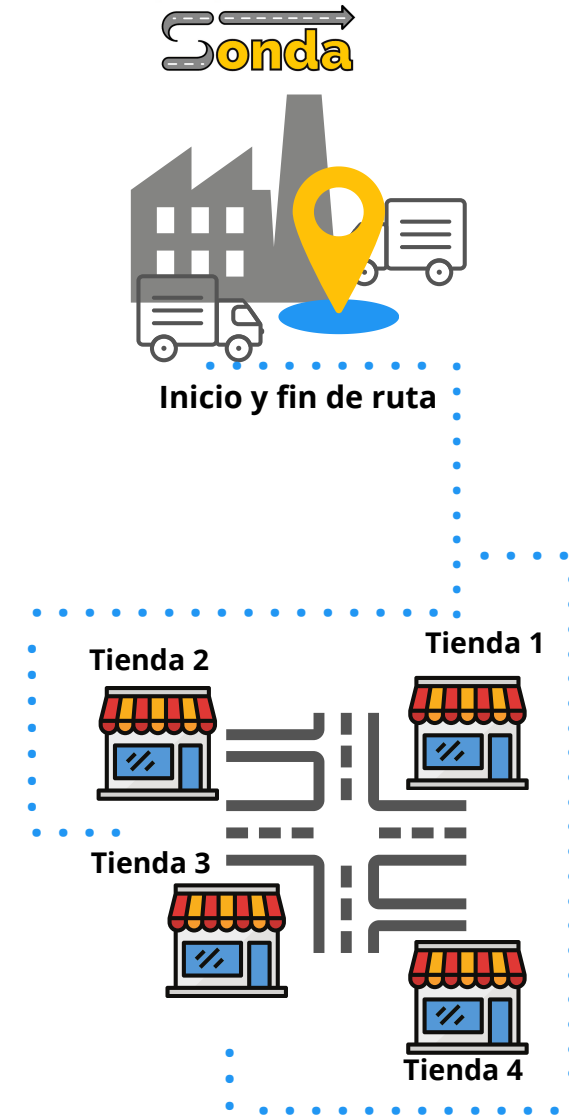 Sonda
Inicio y fin de ruta
Tienda 1
Tienda 2
Tienda 3
Tienda 4